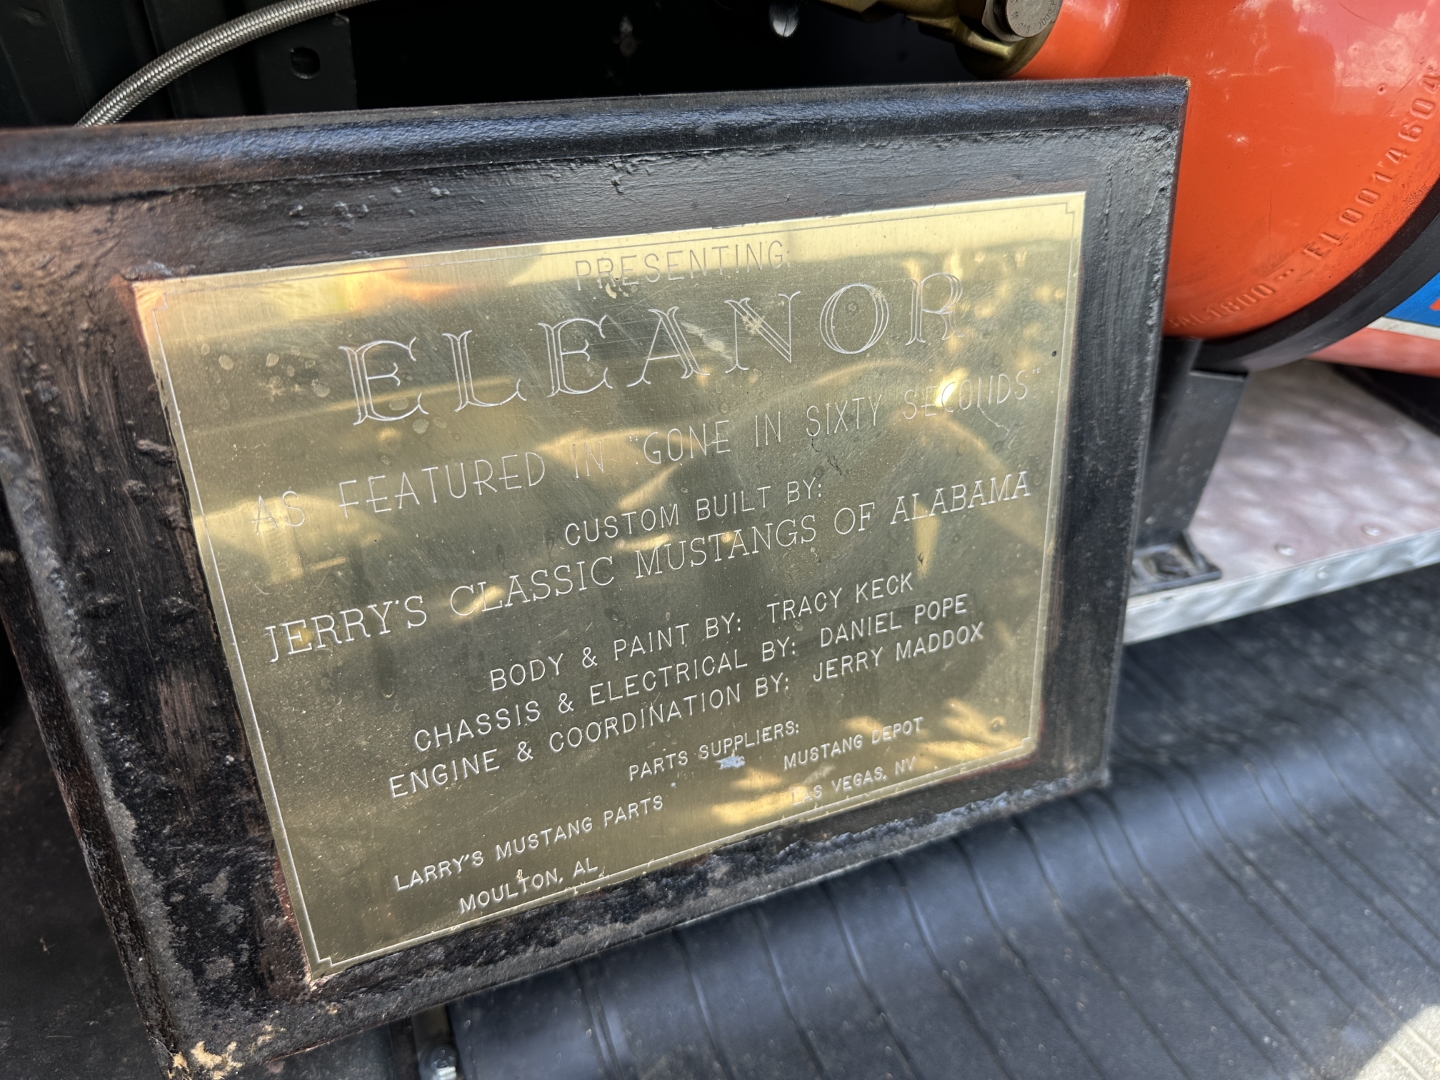 PRESENTING:
ELEANOR
AS FEATURED IN "GONE IN SIXTY SECONDS"
CUSTOM BUILT BY:
JERRY'S CLASSIC MUSTANGS OF ALABAMA
BODY & PAINT BY: TRACY KECK
CHASSIS & ELECTRICAL BY: DANIEL POPE
ENGINE & COORDINATION BY: JERRY MADDOX
PARTS SUPPLIERS:
LARRY'S MUSTANG PARTS
MOULTON, AL
MUSTANG DEPOT
LAS VEGAS, NV